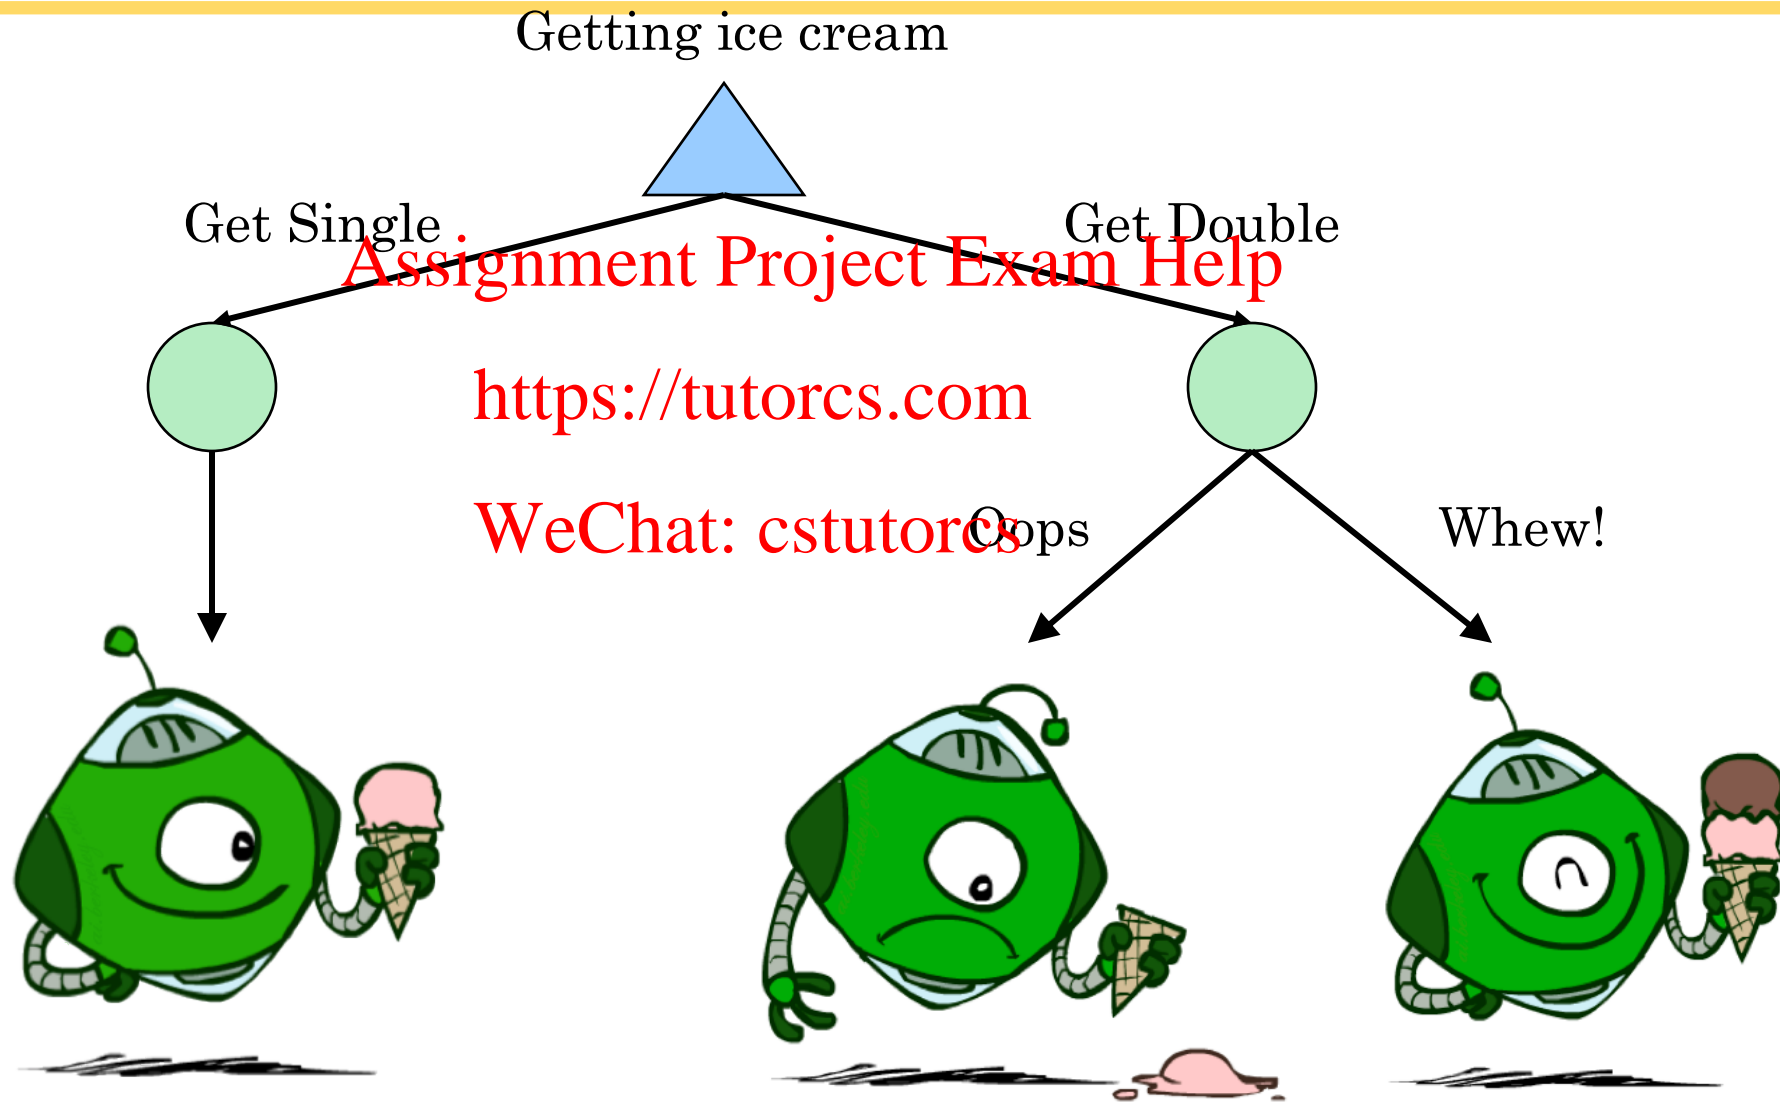 Getting ice cream
Get Single
Get Double
Assignment Project Exam Help
https://tutorcs.com
WeChat: cstutorcs
Oops
Whew!